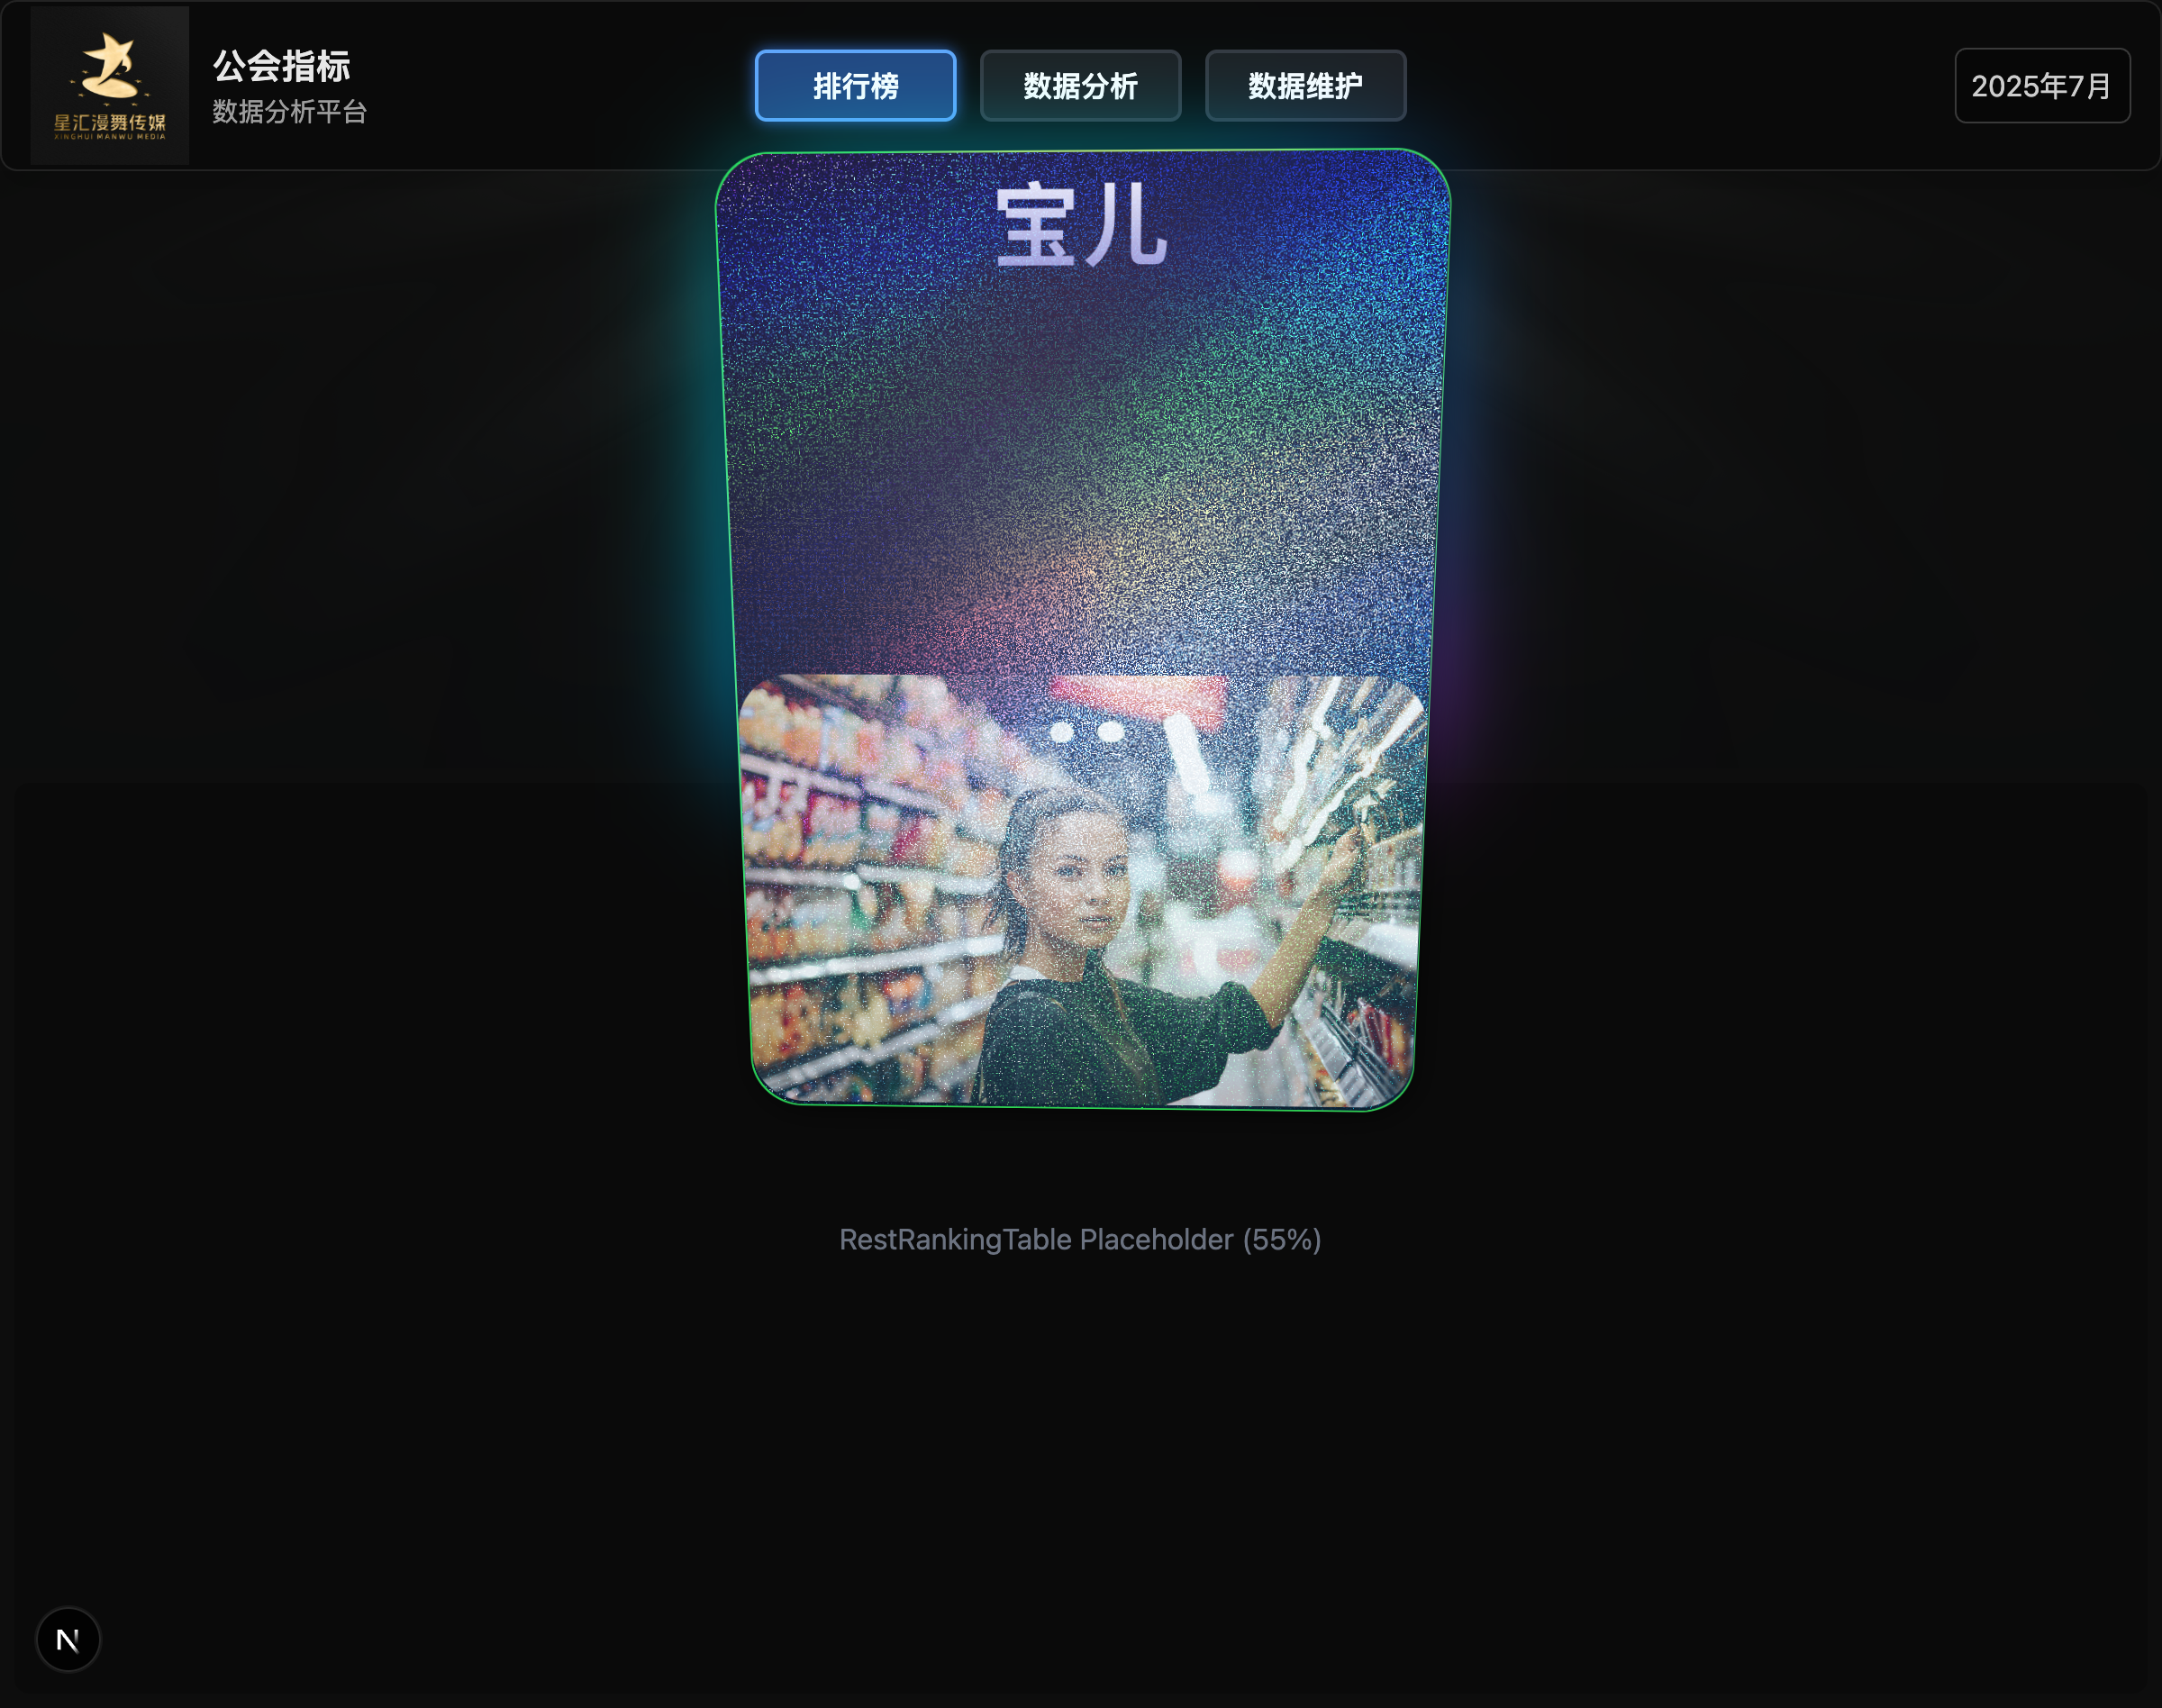 星汇漫舞传媒
XINGHUI MANWU MEDIA
公会指标
数据分析平台
排行榜
数据分析
数据维护
2025年7月
宝儿
RestRankingTable Placeholder (55%)
N